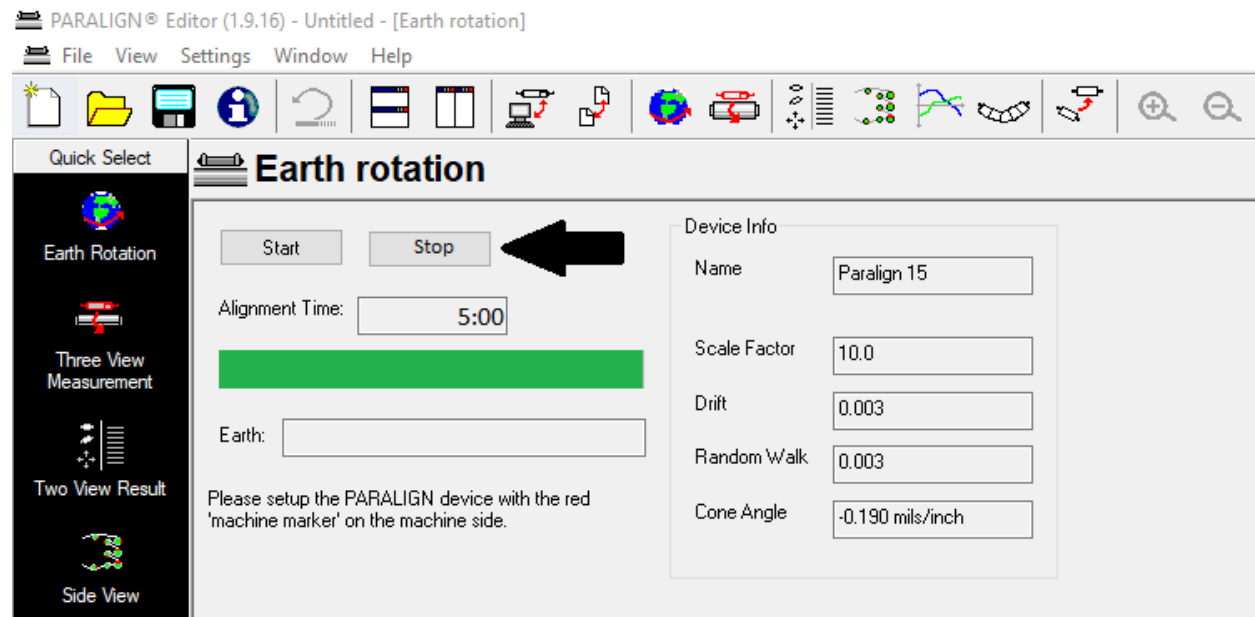 PARALIGN® Editor (1.9.16) - Untitled - [Earth rotation]
File View Settings Window Help
Quick Select
Earth rotation
Earth Rotation
Three View
Measurement
Two View Result
Side View
Start Stop
Alignment Time: 5:00
Earth:
Please setup the PARALIGN device with the red
'machine marker' on the machine side.
Device Info
Name Paralign 15
Scale Factor 10.0
Drift 0.003
Random Walk 0.003
Cone Angle -0.190 mils/inch